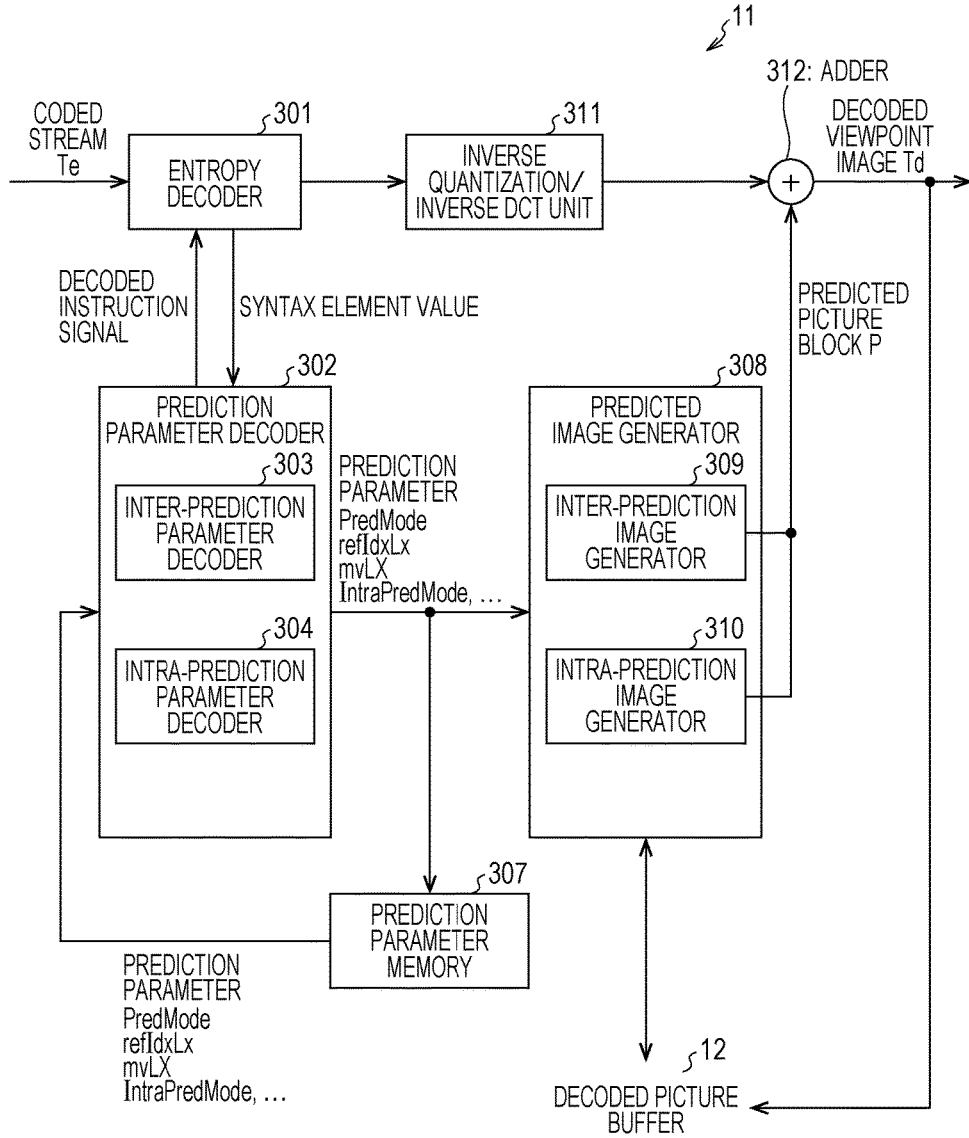 11
312: ADDER
CODED
STREAM
Te
301
ENTROPY
DECODER
311
INVERSE
QUANTIZATION/
INVERSE DCT UNIT
+
DECODED
VIEWPOINT
IMAGE Td
DECODED
INSTRUCTION
SIGNAL
SYNTAX ELEMENT VALUE
PREDICTED
PICTURE
BLOCK P
302
PREDICTION
PARAMETER DECODER
303
INTER-PREDICTION
PARAMETER
DECODER
304
INTRA-PREDICTION
PARAMETER
DECODER
PREDICTION
PARAMETER
PredMode
refIdxLx
mvLX
IntraPredMode, ...
308
PREDICTED
IMAGE GENERATOR
309
INTER-PREDICTION
IMAGE
GENERATOR
310
INTRA-PREDICTION
IMAGE
GENERATOR
307
PREDICTION
PARAMETER
MEMORY
PREDICTION
PARAMETER
PredMode
refIdxLx
mvLX
IntraPredMode, ...
12
DECODED PICTURE
BUFFER